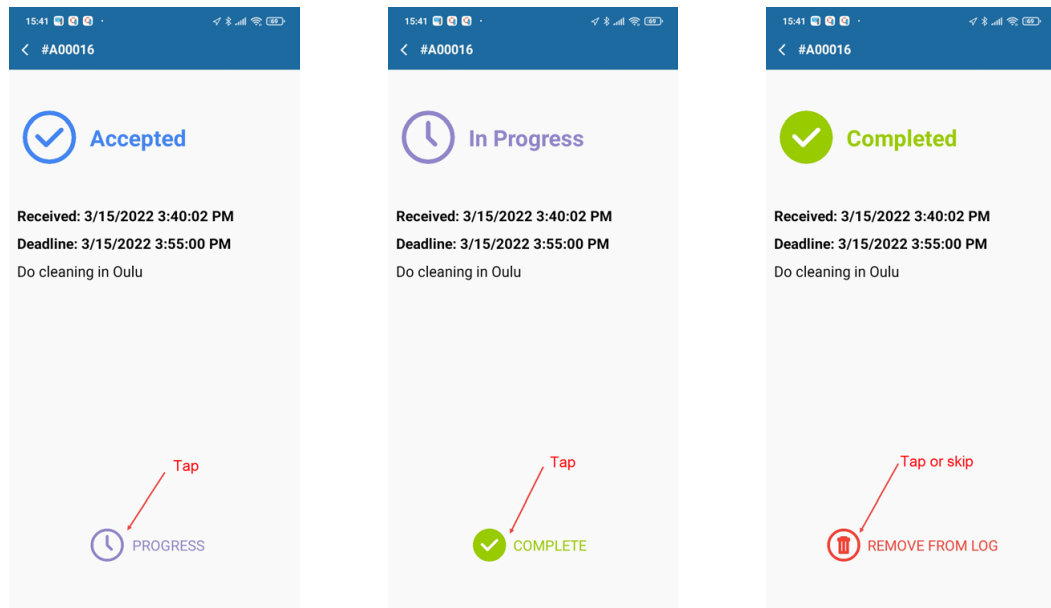 15:41
69
#A00016
Accepted
Received: 3/15/2022 3:40:02 PM
Deadline: 3/15/2022 3:55:00 PM
Do cleaning in Oulu
Tap
PROGRESS
15:41
69
#A00016
In Progress
Received: 3/15/2022 3:40:02 PM
Deadline: 3/15/2022 3:55:00 PM
Do cleaning in Oulu
Tap
COMPLETE
15:41
69
#A00016
Completed
Received: 3/15/2022 3:40:02 PM
Deadline: 3/15/2022 3:55:00 PM
Do cleaning in Oulu
Tap or skip
REMOVE FROM LOG